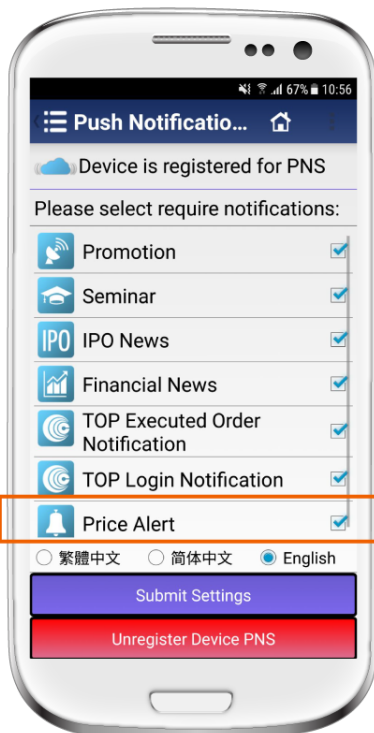 67% 10:56
Push Notificatio...
Device is registered for PNS
Please select require notifications:
Promotion
Seminar
IPO IPO News
Financial News
TOP Executed Order
Notification
TOP Login Notification
Price Alert
繁體中文 简体中文 English
Submit Settings
Unregister Device PNS